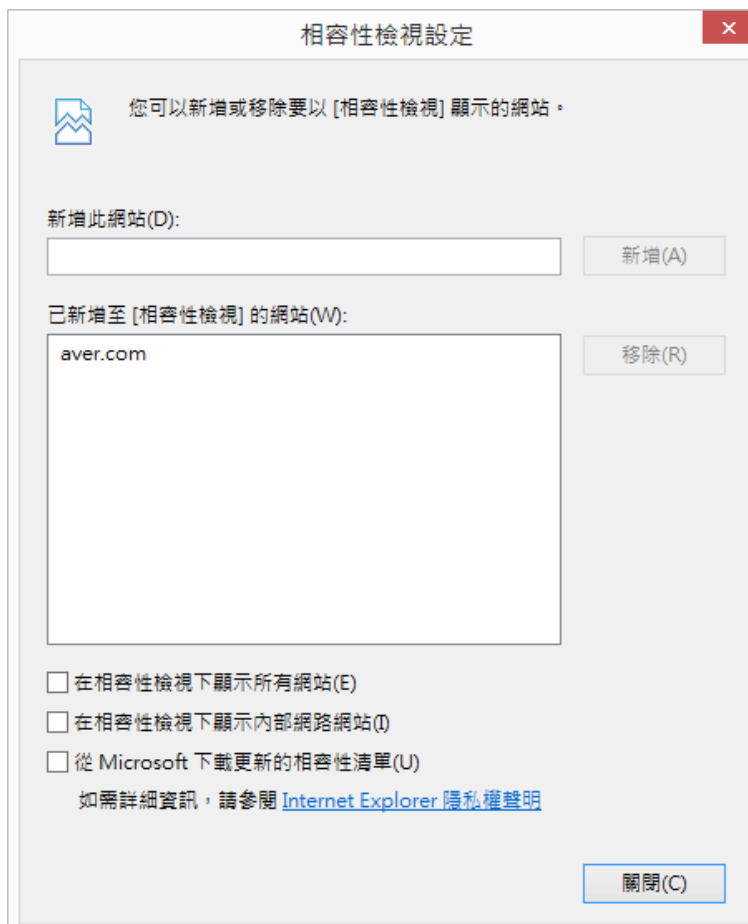 相容性檢視設定
您可以新增或移除要以 [相容性檢視] 顯示的網站。
新增此網站(D):
新增(A)
已新增至 [相容性檢視] 的網站(W):
aver.com
移除(R)
在相容性檢視下顯示所有網站(E)
在相容性檢視下顯示內部網路網站(I)
從 Microsoft 下載更新的相容性清單(U)
如需詳細資訊，請參閱 Internet Explorer 隱私權聲明
關閉(C)